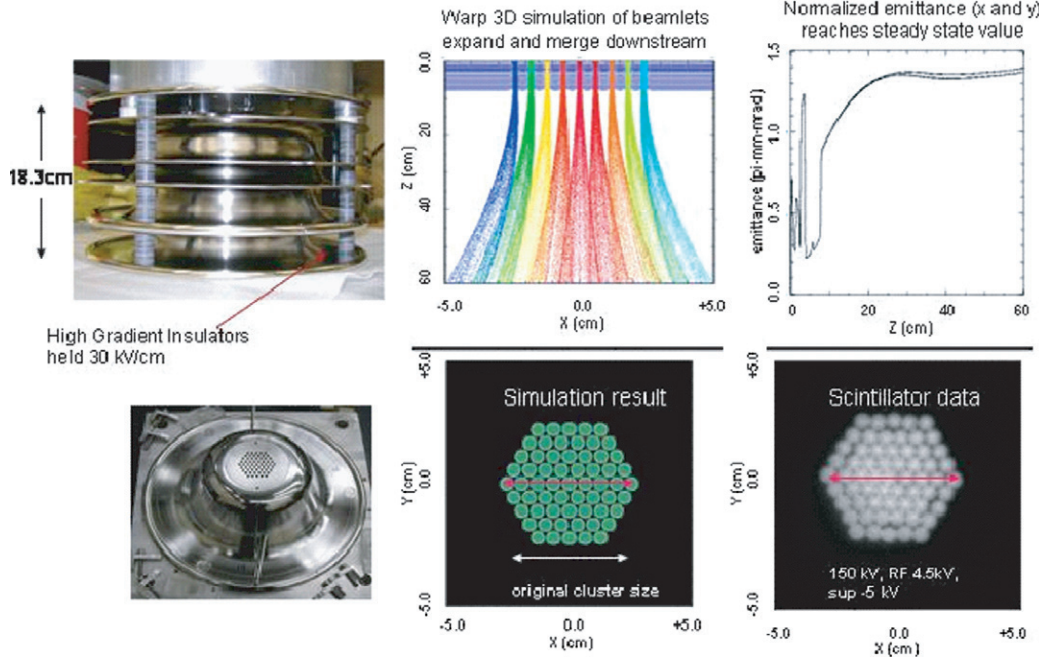 Warp 3D simulation of beamlets
expand and merge downstream
Normalized emittance (x and y)
reaches steady state value
18.3cm
High Gradient Insulators
held 30 kV/cm
0.0
20
40
60
Z (cm)
-5.0
0.0
+5.0
X (cm)
1.5
1.0
0.5
0.0
emittance (pi-mm-mrad)
0
20
40
60
Z (cm)
Simulation result
original cluster size
+5.0
0.0
-5.0
Y (cm)
-5.0
0.0
+5.0
X (cm)
Scintillator data
150 kV, RF 4.5kV,
sup -5 kV
+5.0
0.0
-5.0
Y (cm)
-5.0
0.0
+5.0
X (cm)